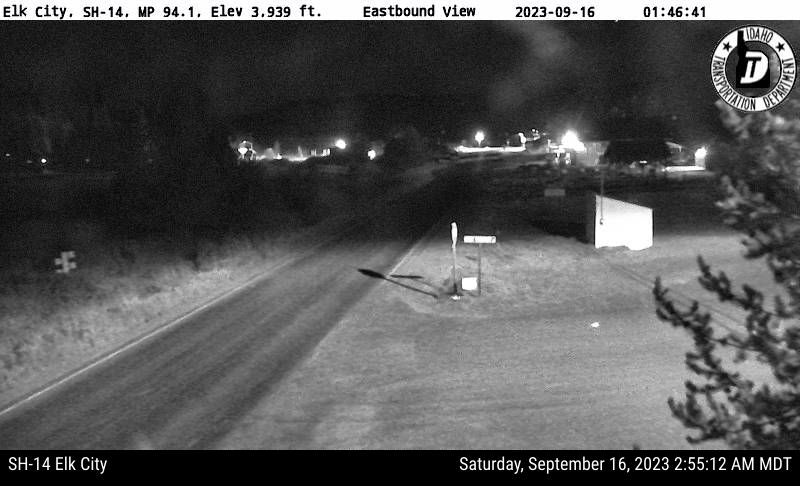 Elk City, SH-14, MP 94.1, Elev 3,939 ft. Eastbound View 2023-09-16 01:46:41
IDAHO
TRANSPORTATION DEPARTMENT
SH-14 Elk City Saturday, September 16, 2023 2:55:12 AM MDT